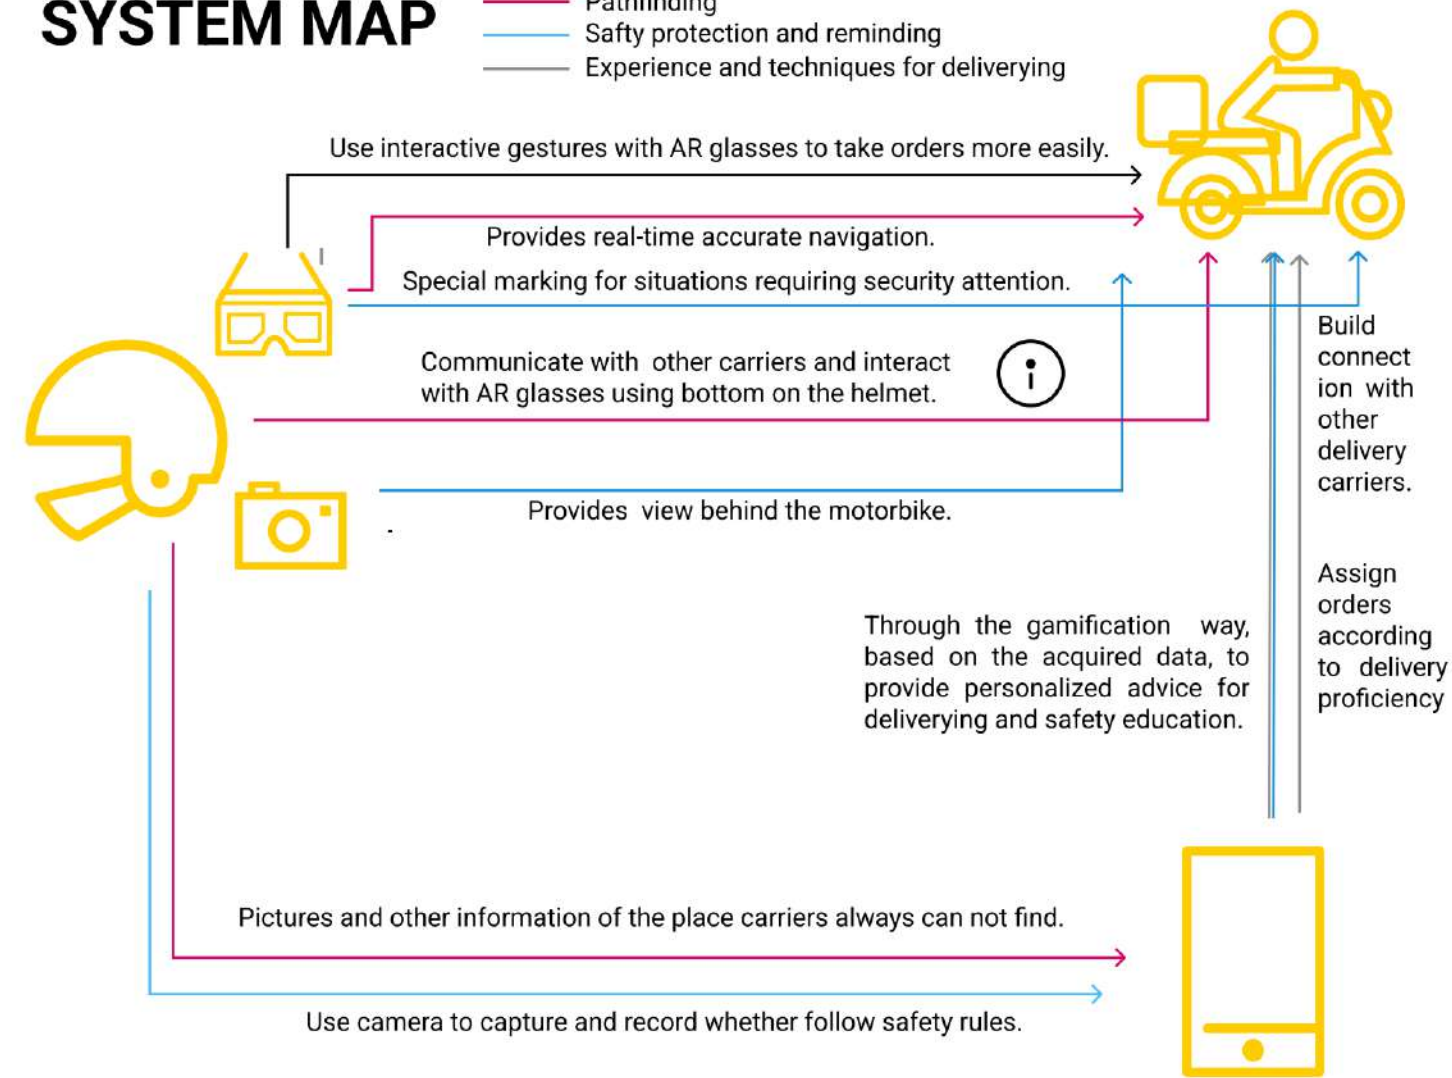 SYSTEM MAP
Pathfinding
Safty protection and reminding
Experience and techniques for deliverying
Use interactive gestures with AR glasses to take orders more easily.
Provides real-time accurate navigation.
Special marking for situations requiring security attention.
Communicate with other carriers and interact
with AR glasses using bottom on the helmet.
Provides view behind the motorbike.
Build
connect
ion with
other
delivery
carriers.
Assign
orders
according
to delivery
proficiency
Through the gamification way,
based on the acquired data, to
provide personalized advice for
deliverying and safety education.
Pictures and other information of the place carriers always can not find.
Use camera to capture and record whether follow safety rules.